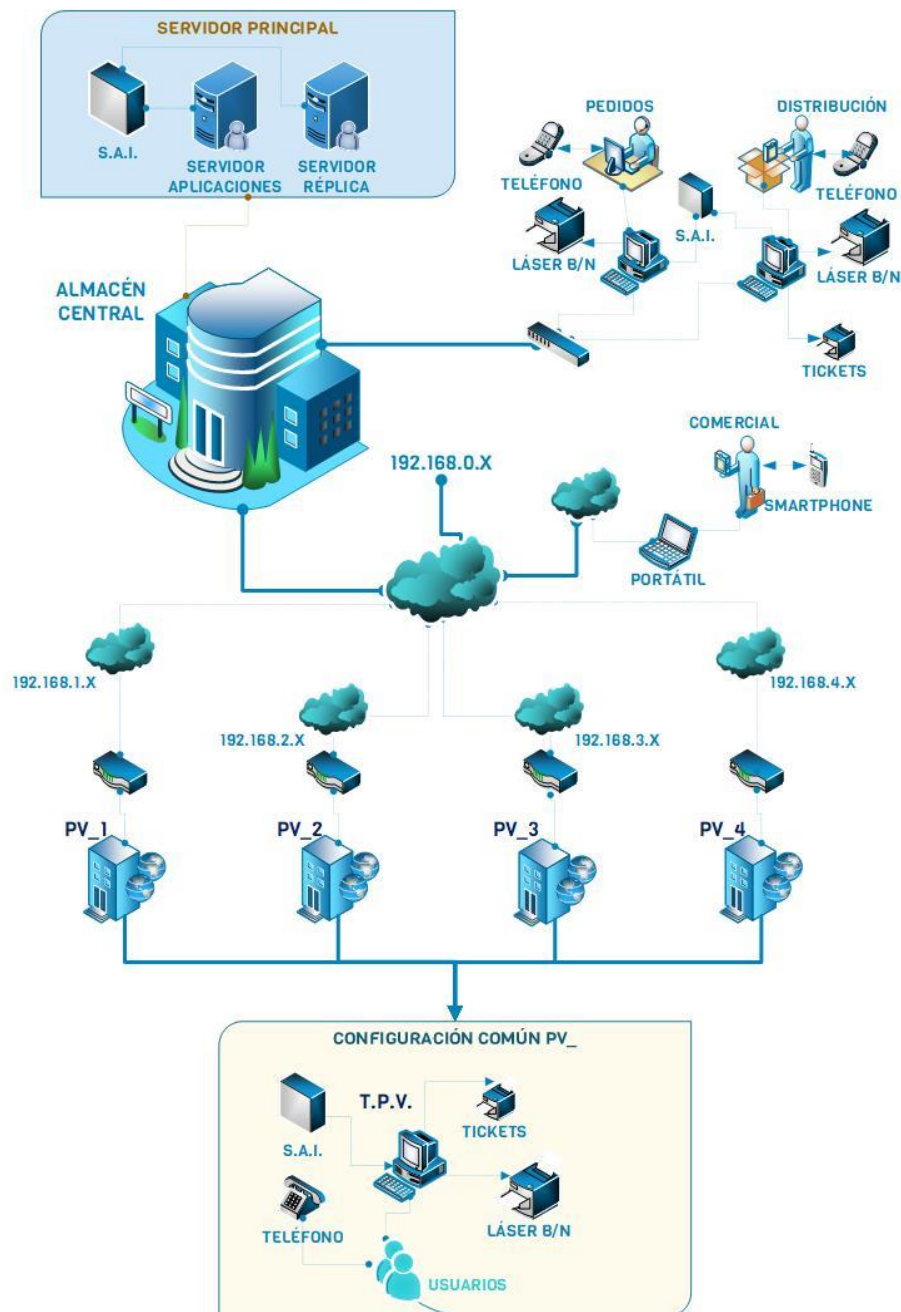 SERVIDOR PRINCIPAL
S.A.I.
SERVIDOR
APLICACIONES
SERVIDOR
RÉPLICA
PEDIDOS
TELÉFONO
LÁSER B/N
S.A.I.
DISTRIBUCIÓN
TELÉFONO
LÁSER B/N
TICKETS
ALMACÉN
CENTRAL
COMERCIAL
SMARTPHONE
PORTÁTIL
192.168.0.X
192.168.1.X
192.168.2.X
192.168.3.X
192.168.4.X
PV_1
PV_2
PV_3
PV_4
CONFIGURACIÓN COMÚN PV_
T.P.V.
S.A.I.
TICKETS
TELÉFONO
LÁSER B/N
USUARIOS